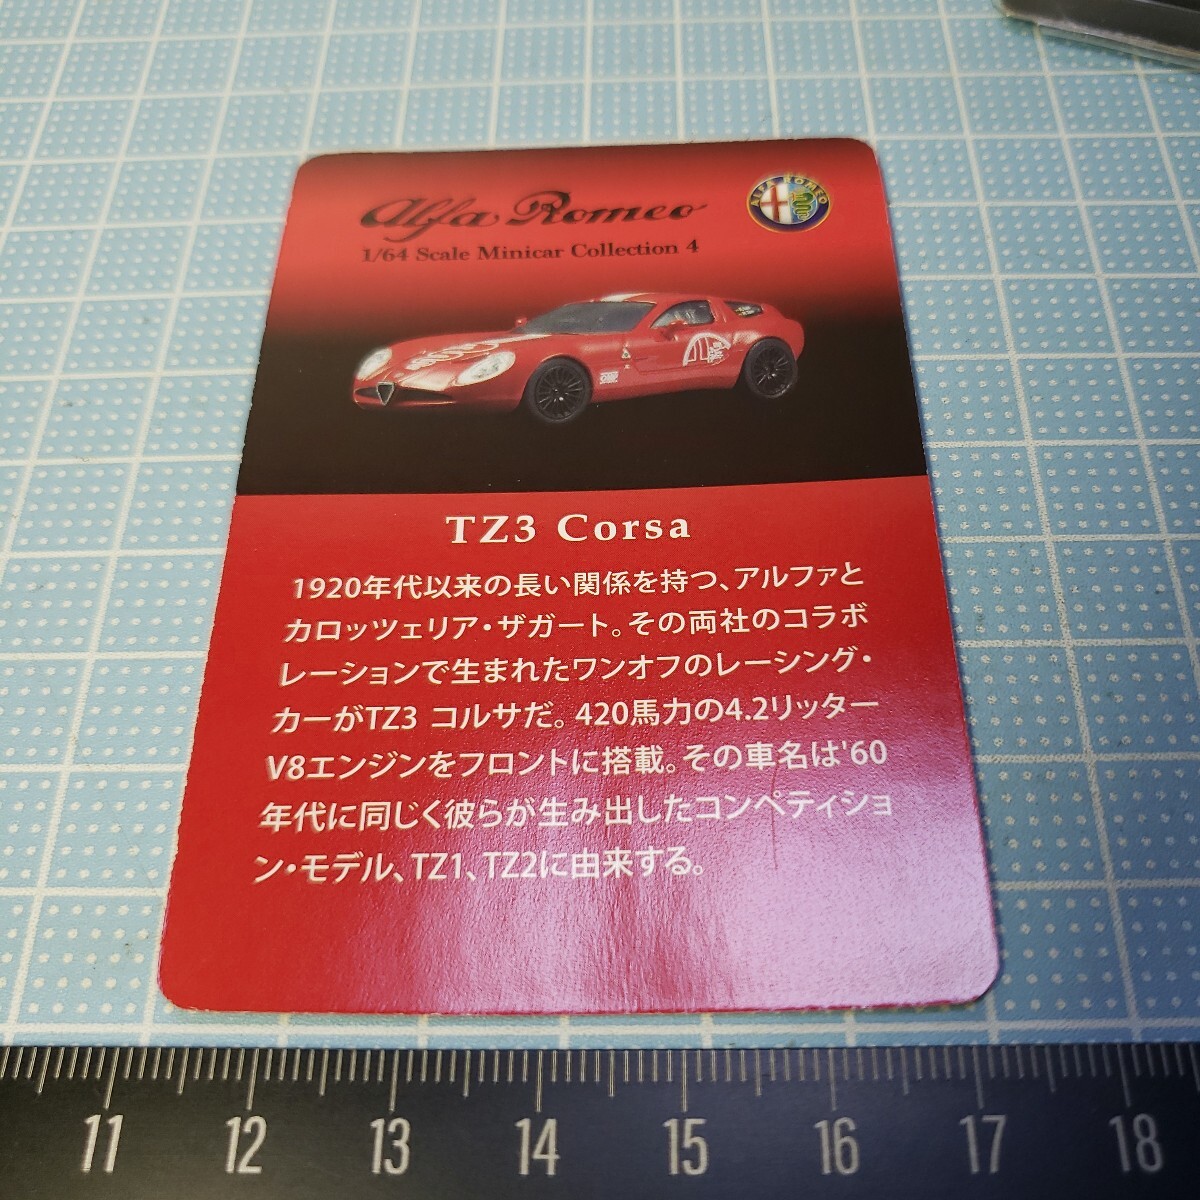 Alfa Romeo
ALFA ROMEO
1/64 Scale Minicar Collection 4
TZ3 Corsa
1920年代以来の長い関係を持つ、アルファと
カロッツェリア・ザガート。その両社のコラボ
レーションで生まれたワンオフのレーシング・
カーがTZ3 コルサだ。420馬力の4.2リッター
V8エンジンをフロントに搭載。その車名は'60
年代に同じく彼らが生み出したコンペティショ
ン・モデル、TZ1、TZ2に由来する。
11 12 13 14 15 16 17 18